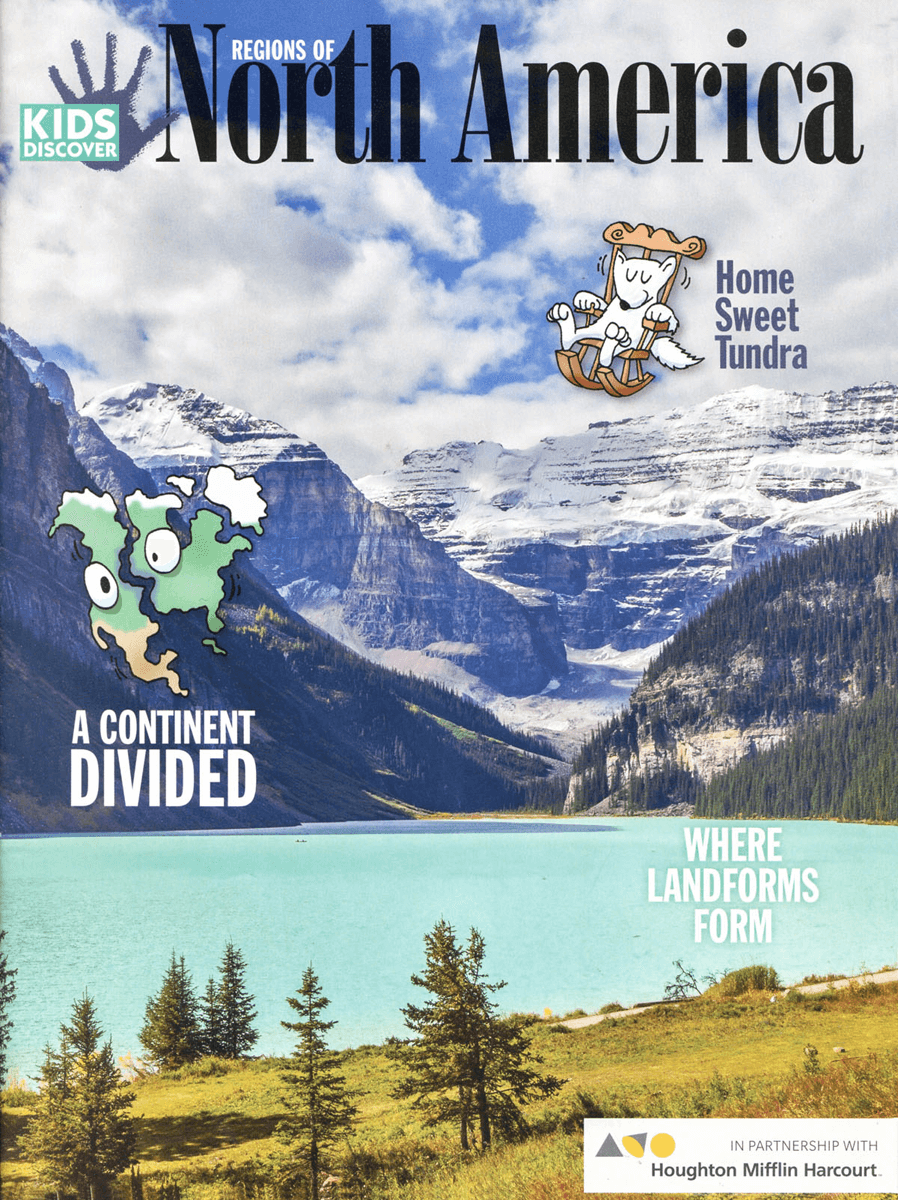 REGIONS OF
North America
KIDS
DISCOVER
Home
Sweet
Tundra
A CONTINENT
DIVIDED
WHERE
LANDFORMS
FORM
IN PARTNERSHIP WITH
Houghton Mifflin Harcourt™